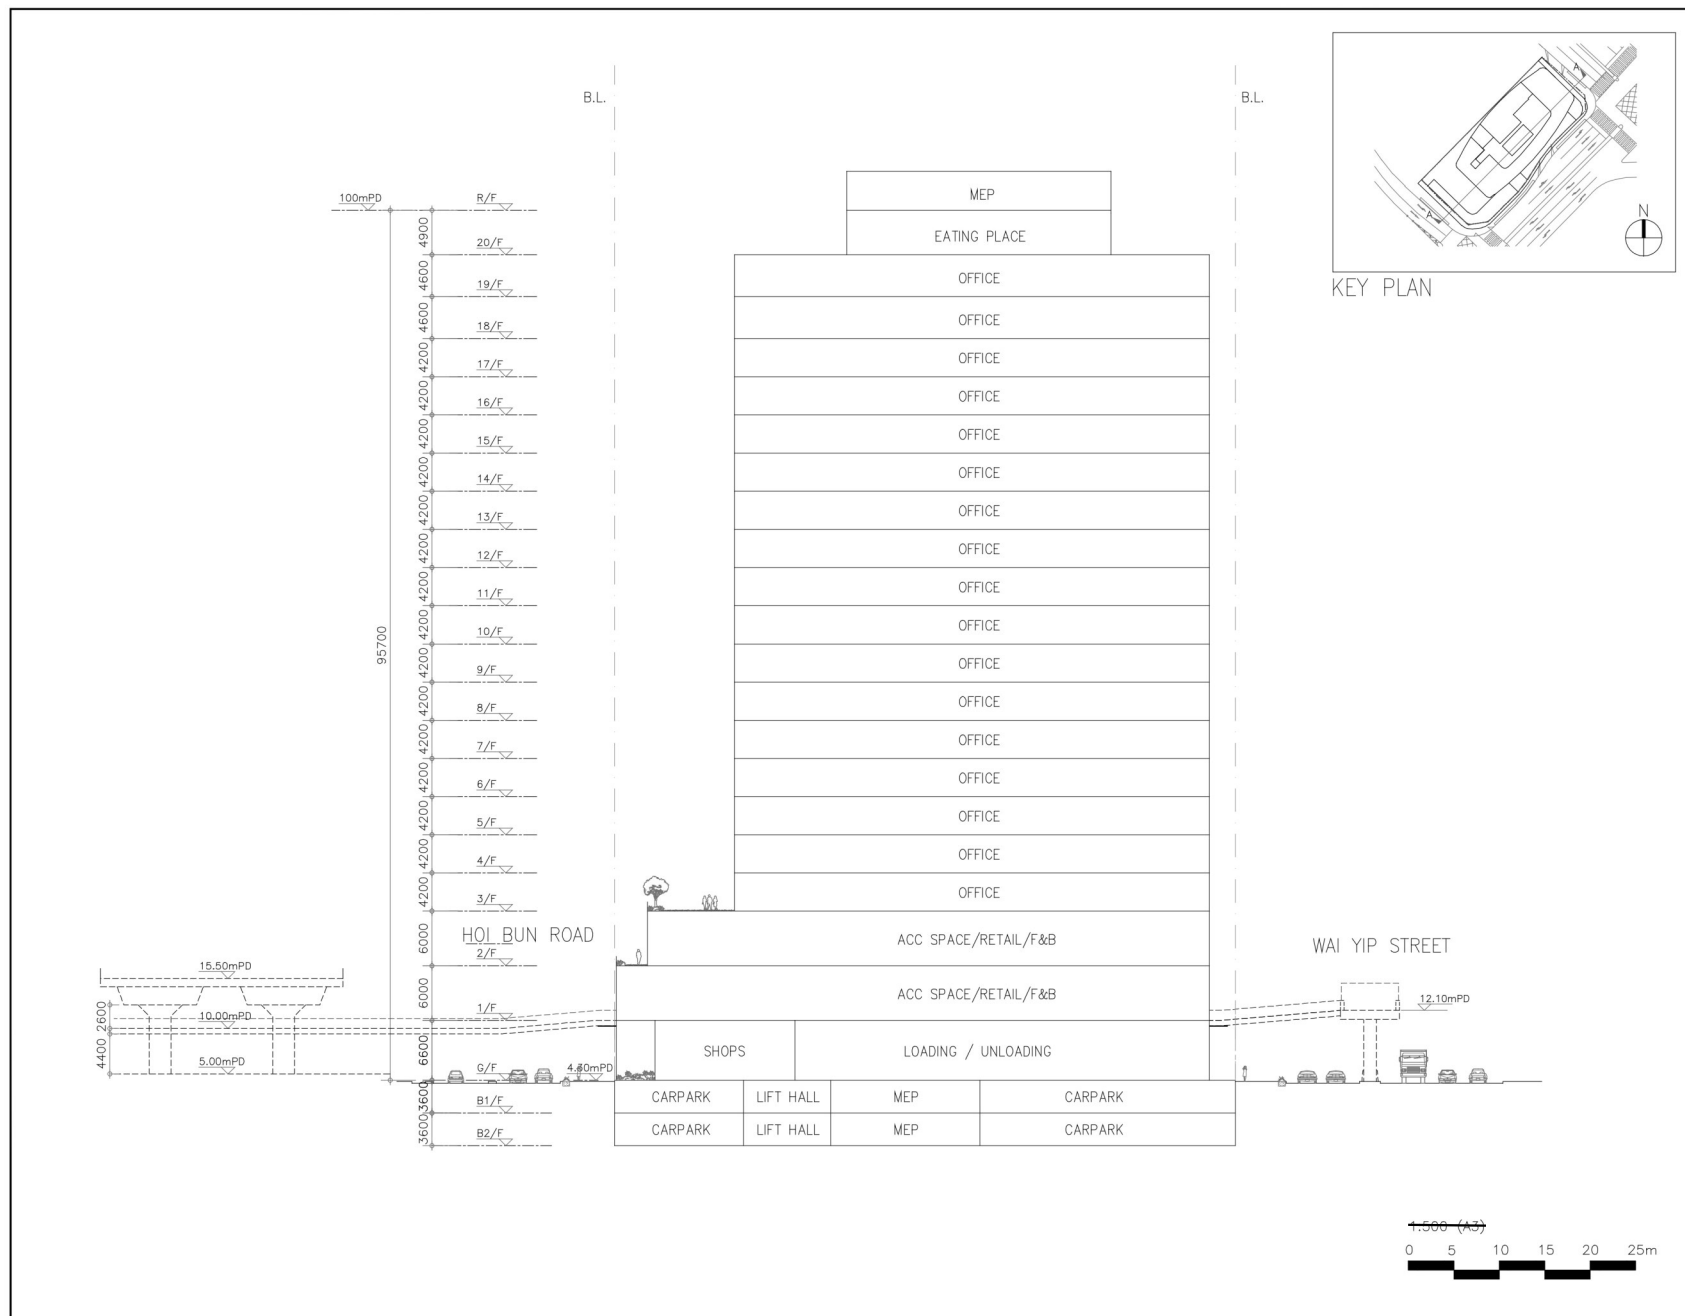 B.L.
B.L.
A
A
N
KEY PLAN
100mPD
R/F
MEP
4900
EATING PLACE
20/F
4600
OFFICE
19/F
4600
OFFICE
18/F
4200
OFFICE
17/F
4200
OFFICE
16/F
4200
OFFICE
15/F
4200
OFFICE
14/F
4200
OFFICE
13/F
4200
OFFICE
12/F
4200
OFFICE
11/F
4200
OFFICE
10/F
4200
OFFICE
9/F
4200
OFFICE
8/F
4200
OFFICE
7/F
4200
OFFICE
6/F
4200
OFFICE
5/F
4200
OFFICE
4/F
4200
OFFICE
3/F
95700
HOI BUN ROAD
6000
ACC SPACE/RETAIL/F&B
WAI YIP STREET
2/F
15.50mPD
6000
ACC SPACE/RETAIL/F&B
12.10mPD
1/F
2600
10.00mPD
4400
6600
SHOPS
LOADING / UNLOADING
5.00mPD
G/F
4.30mPD
3600
CARPARK
LIFT HALL
MEP
CARPARK
B1/F
3600
CARPARK
LIFT HALL
MEP
CARPARK
B2/F
1:500 (A3)
0 5 10 15 20 25m